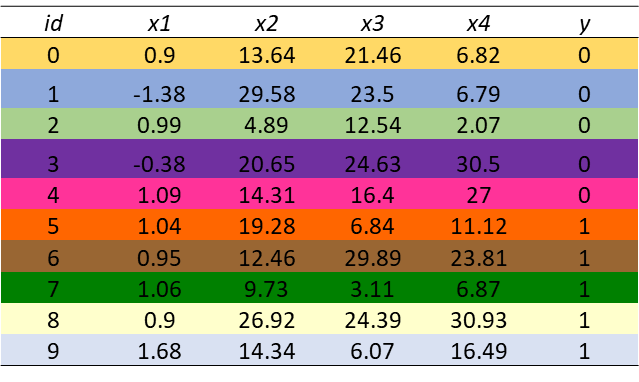 id x1 x2 x3 x4 y
0 0.9 13.64 21.46 6.82 0
1 -1.38 29.58 23.5 6.79 0
2 0.99 4.89 12.54 2.07 0
3 -0.38 20.65 24.63 30.5 0
4 1.09 14.31 16.4 27 0
5 1.04 19.28 6.84 11.12 1
6 0.95 12.46 29.89 23.81 1
7 1.06 9.73 3.11 6.87 1
8 0.9 26.92 24.39 30.93 1
9 1.68 14.34 6.07 16.49 1